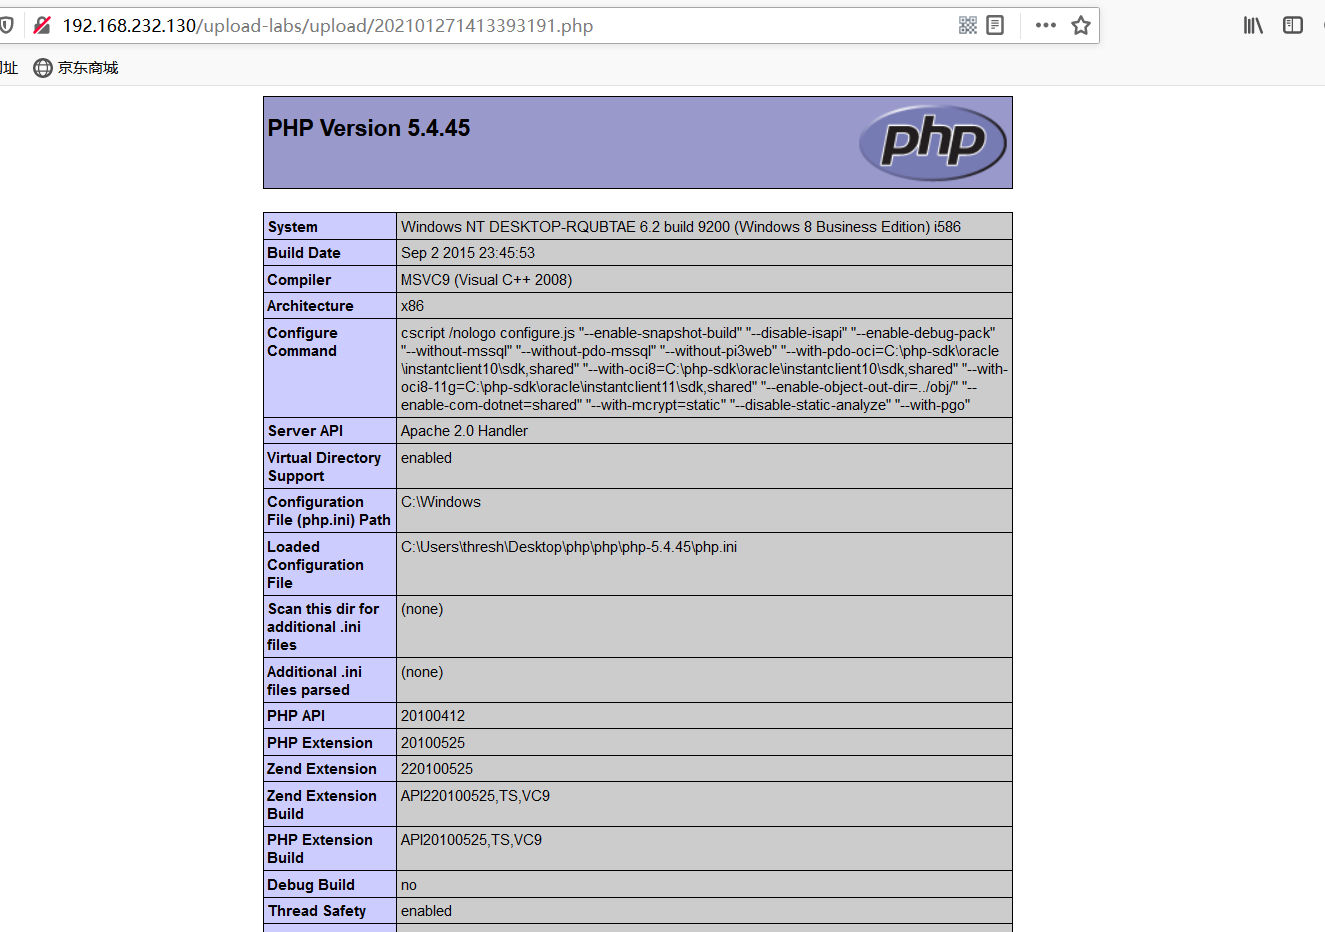 192.168.232.130/upload-labs/upload/202101271413393191.php
址 京东商城
PHP Version 5.4.45
php
System Windows NT DESKTOP-RQUBTAE 6.2 build 9200 (Windows 8 Business Edition) i586
Build Date Sep 2 2015 23:45:53
Compiler MSVC9 (Visual C++ 2008)
Architecture x86
Configure Command cscript /nologo configure.js "--enable-snapshot-build" "--disable-isapi" "--enable-debug-pack"
"--without-mssql" "--without-pdo-mssql" "--without-pi3web" "--with-pdo-oci=C:\php-sdk\oracle
\instantclient10\sdk,shared" "--with-oci8=C:\php-sdk\oracle\instantclient10\sdk,shared" "--with-
oci8-11g=C:\php-sdk\oracle\instantclient11\sdk,shared" "--enable-object-out-dir=../obj/" "--
enable-com-dotnet=shared" "--with-mcrypt=static" "--disable-static-analyze" "--with-pgo"
Server API Apache 2.0 Handler
Virtual Directory Support enabled
Configuration File (php.ini) Path C:\Windows
Loaded Configuration File C:\Users\thresh\Desktop\php\php\php-5.4.45\php.ini
Scan this dir for additional .ini files (none)
Additional .ini files parsed (none)
PHP API 20100412
PHP Extension 20100525
Zend Extension 220100525
Zend Extension Build API220100525,TS,VC9
PHP Extension Build API20100525,TS,VC9
Debug Build no
Thread Safety enabled